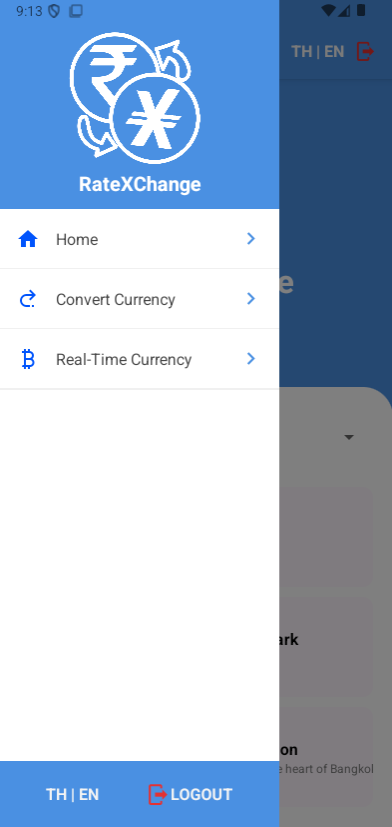 9:13
TH | EN
RateXChange
e
Home
Convert Currency
Real-Time Currency
ark
on
e heart of Bangkol
TH | EN
LOGOUT